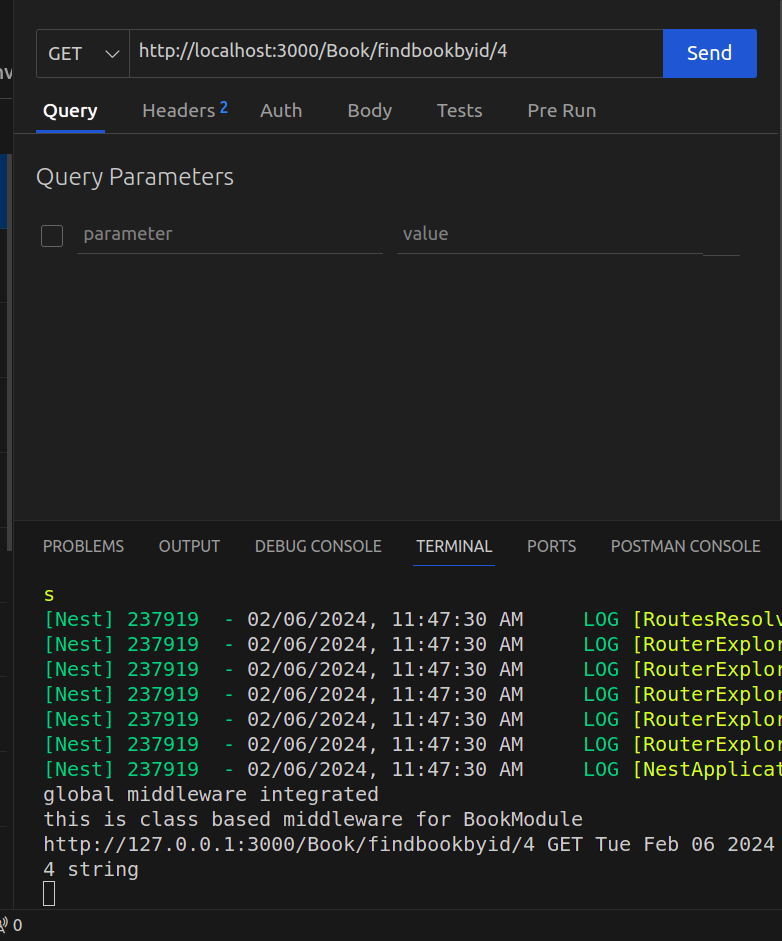 GET http://localhost:3000/Book/findbookbyid/4 Send
Query Headers 2 Auth Body Tests Pre Run
Query Parameters
parameter value
PROBLEMS OUTPUT DEBUG CONSOLE TERMINAL PORTS POSTMAN CONSOLE
s
[Nest] 237919 - 02/06/2024, 11:47:30 AM LOG [RoutesResolv
[Nest] 237919 - 02/06/2024, 11:47:30 AM LOG [RouterExplor
[Nest] 237919 - 02/06/2024, 11:47:30 AM LOG [RouterExplor
[Nest] 237919 - 02/06/2024, 11:47:30 AM LOG [RouterExplor
[Nest] 237919 - 02/06/2024, 11:47:30 AM LOG [RouterExplor
[Nest] 237919 - 02/06/2024, 11:47:30 AM LOG [RouterExplor
[Nest] 237919 - 02/06/2024, 11:47:30 AM LOG [NestApplicat
global middleware integrated
this is class based middleware for BookModule
http://127.0.0.1:3000/Book/findbookbyid/4 GET Tue Feb 06 2024
4 string
0